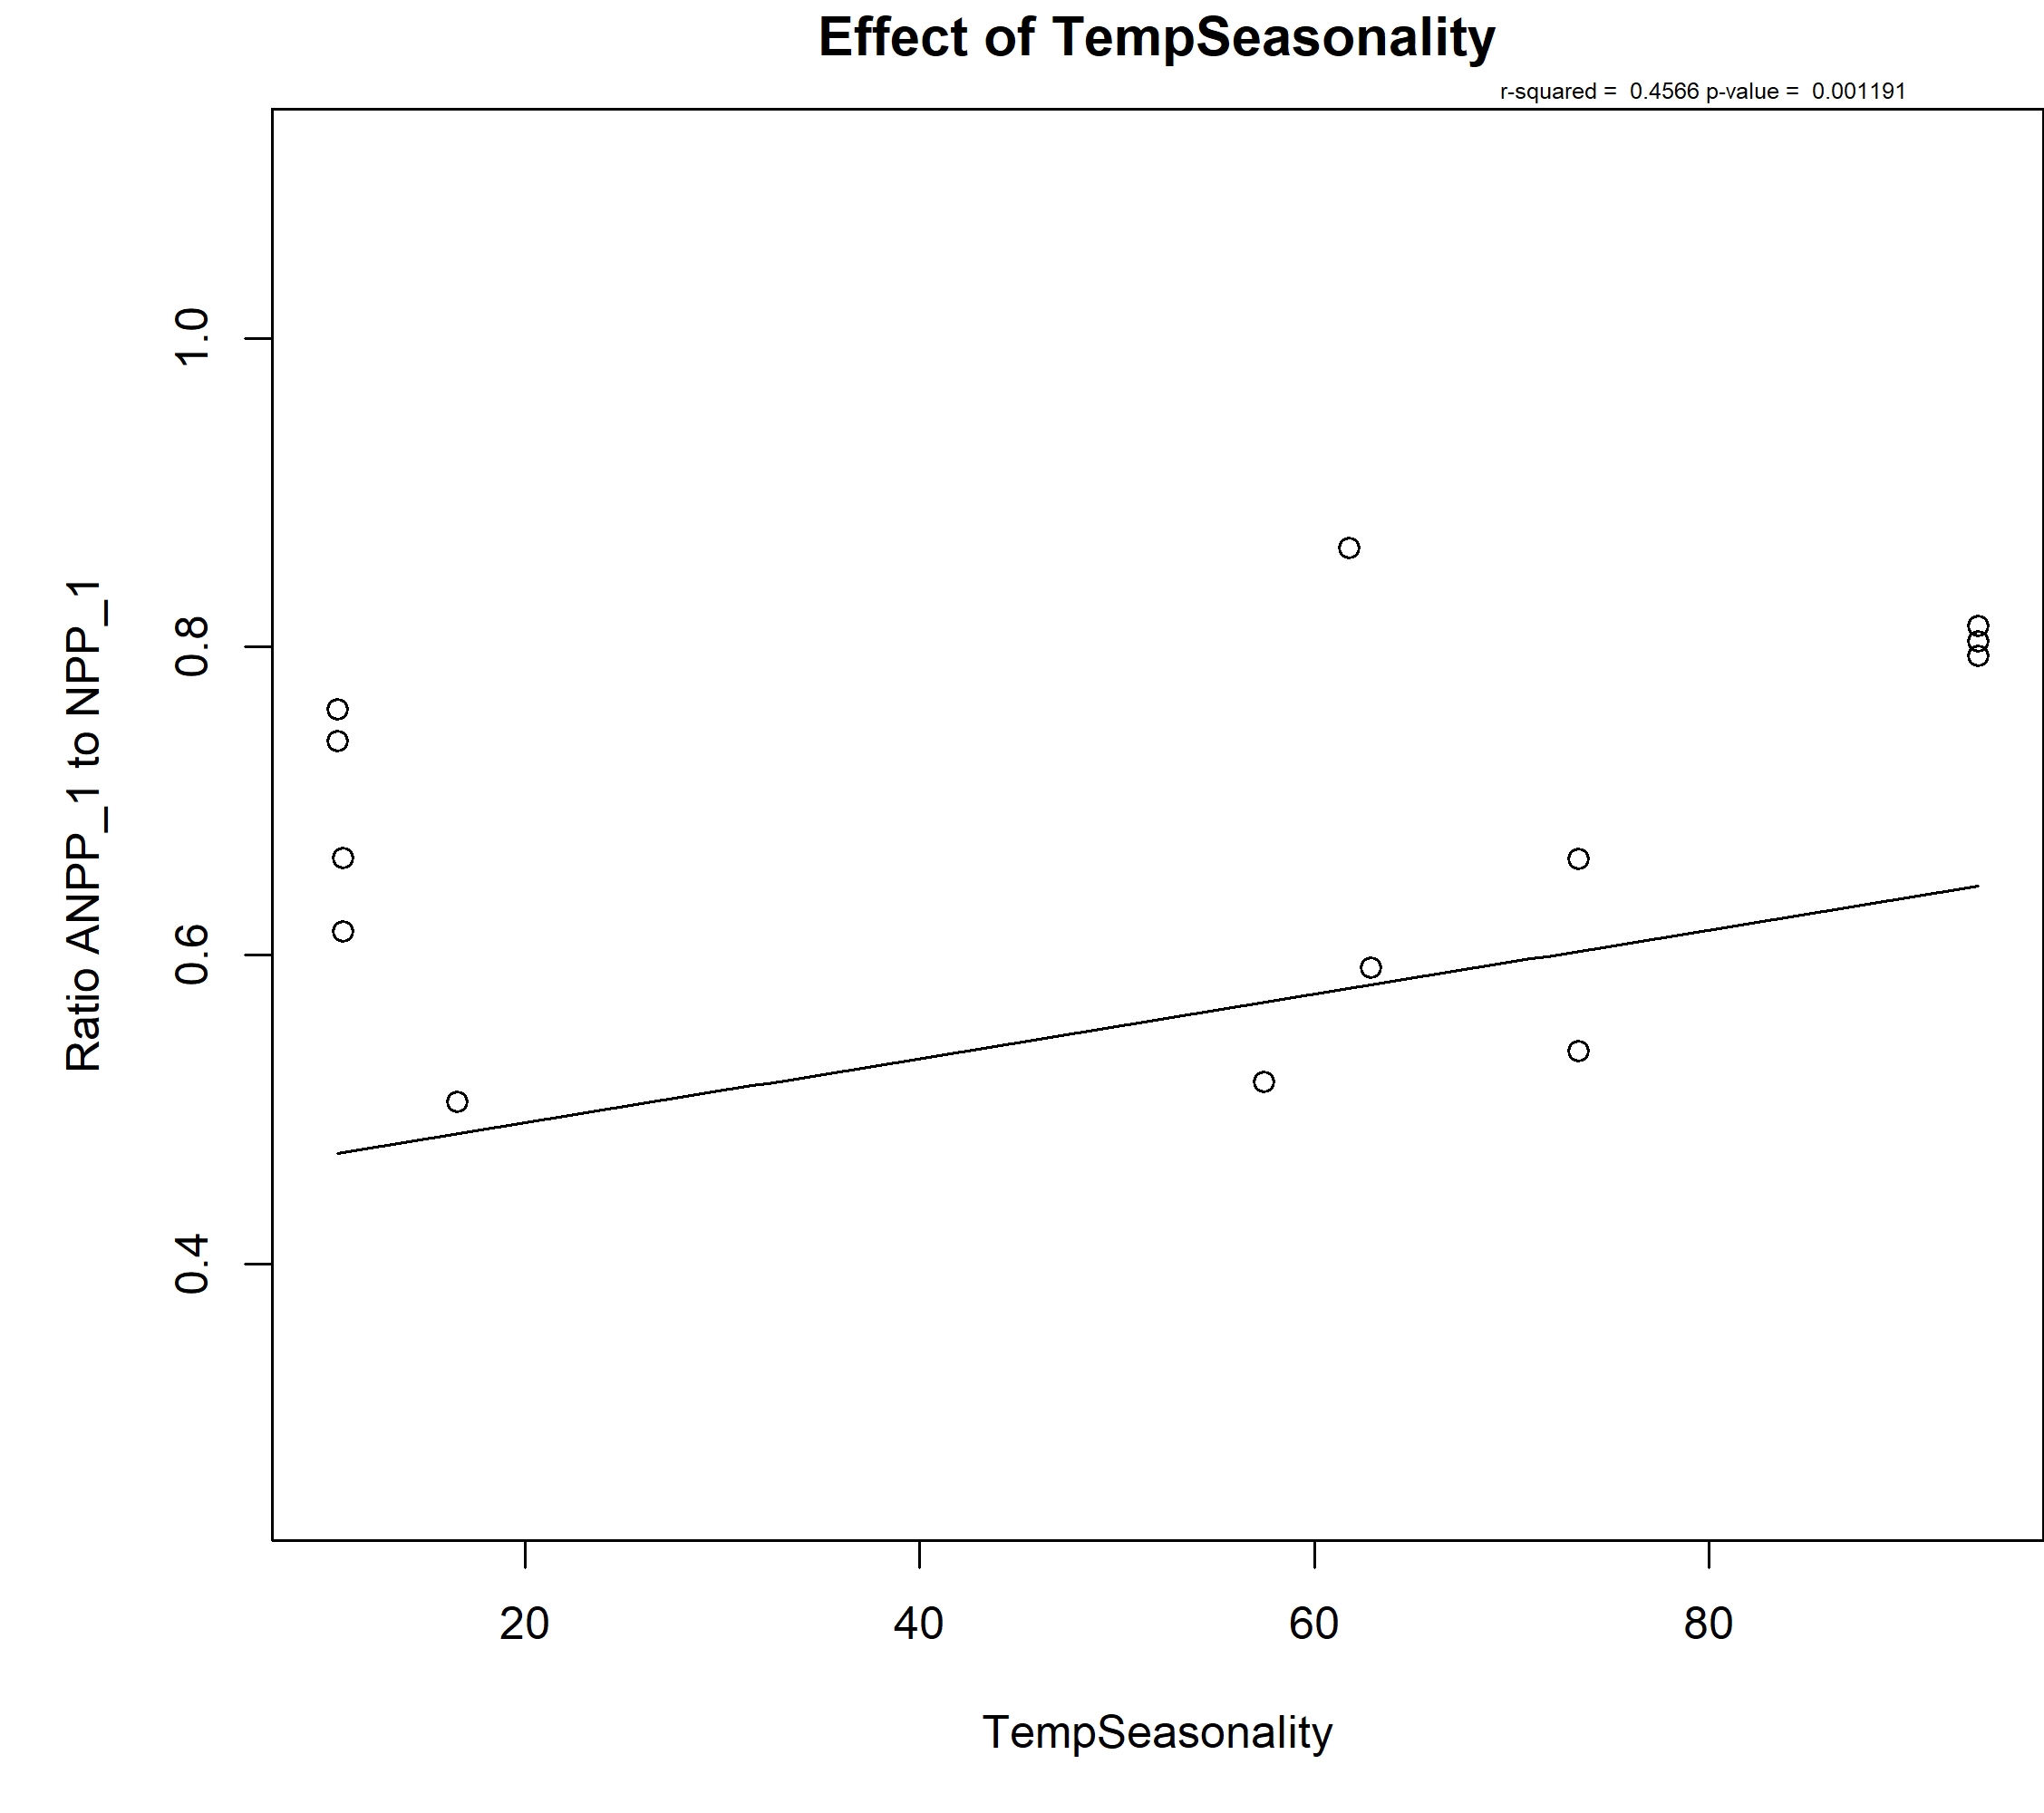 Effect of TempSeasonality
r-squared =  0.4566 p-value =  0.001191
Ratio ANPP_1 to NPP_1
1.0
0.8
0.6
0.4
20 40 60 80
TempSeasonality